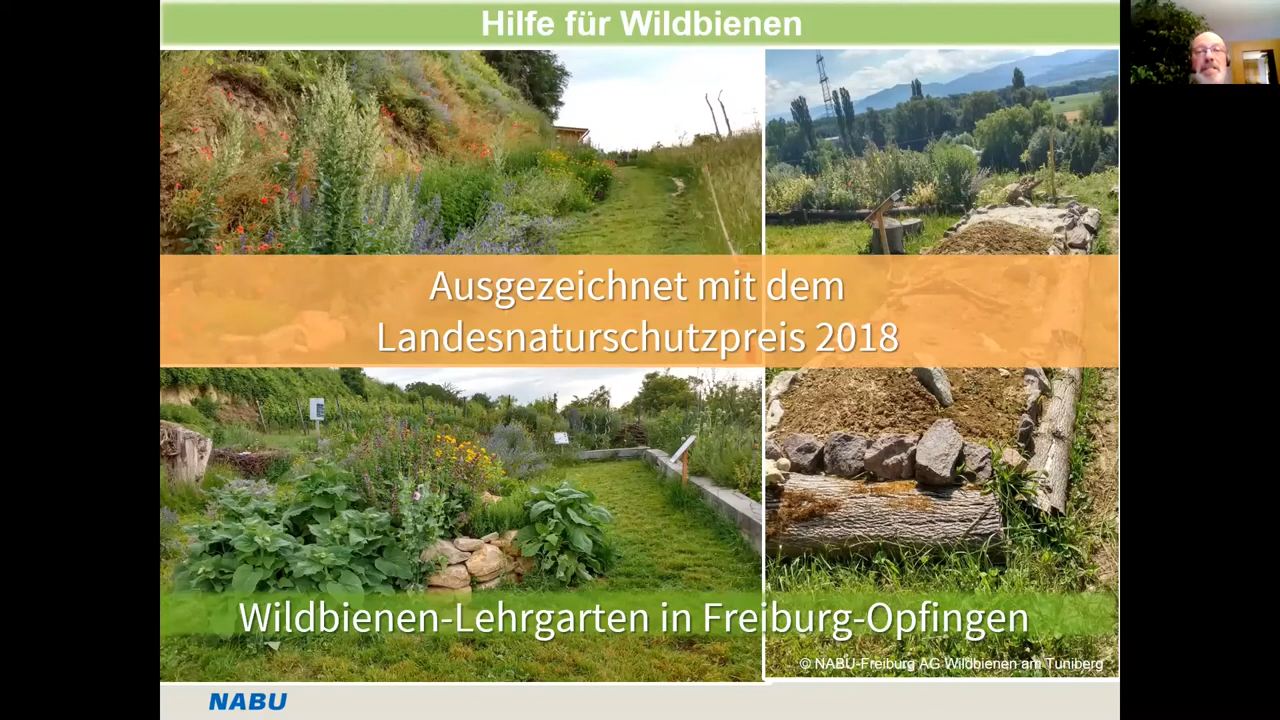 Hilfe für Wildbienen
Ausgezeichnet mit dem
Landesnaturschutzpreis 2018
Wildbienen-Lehrgarten in Freiburg-Opfingen
© NABU-Freiburg AG Wildbienen am Tuniberg
NABU